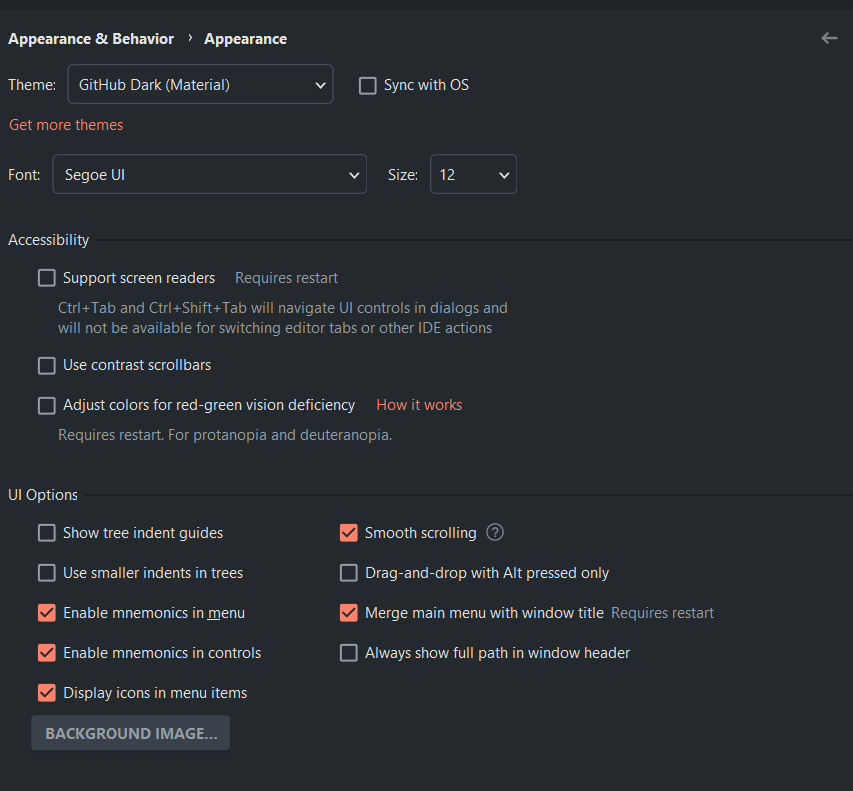 Appearance & Behavior › Appearance
Theme: GitHub Dark (Material) Sync with OS
Get more themes
Font: Segoe UI Size: 12
Accessibility
Support screen readers Requires restart
Ctrl+Tab and Ctrl+Shift+Tab will navigate UI controls in dialogs and
will not be available for switching editor tabs or other IDE actions
Use contrast scrollbars
Adjust colors for red-green vision deficiency How it works
Requires restart. For protanopia and deuteranopia.
UI Options
Show tree indent guides Smooth scrolling ?
Use smaller indents in trees Drag-and-drop with Alt pressed only
Enable mnemonics in menu Merge main menu with window title Requires restart
Enable mnemonics in controls Always show full path in window header
Display icons in menu items
BACKGROUND IMAGE...